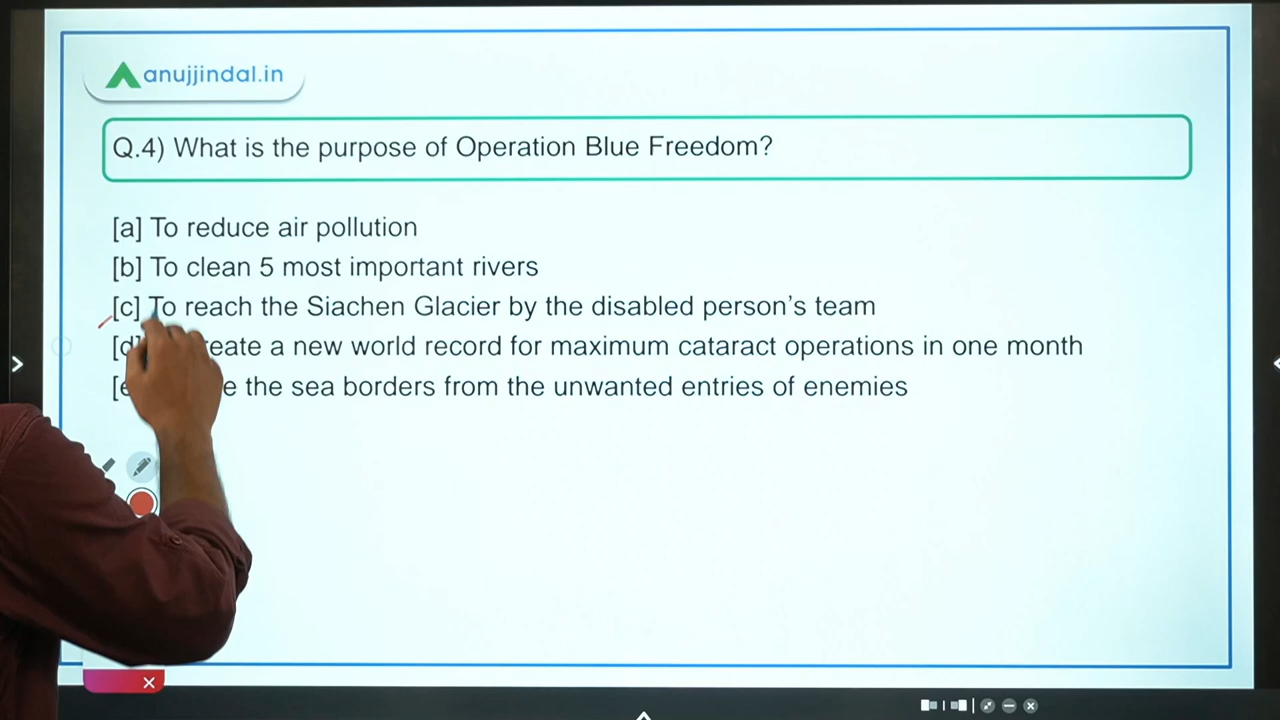 anujjindal.in
Q.4) What is the purpose of Operation Blue Freedom?
[a] To reduce air pollution
[b] To clean 5 most important rivers
[c] To reach the Siachen Glacier by the disabled person's team
[d] a new world record for maximum cataract operations in one month
the sea borders from the unwanted entries of enemies